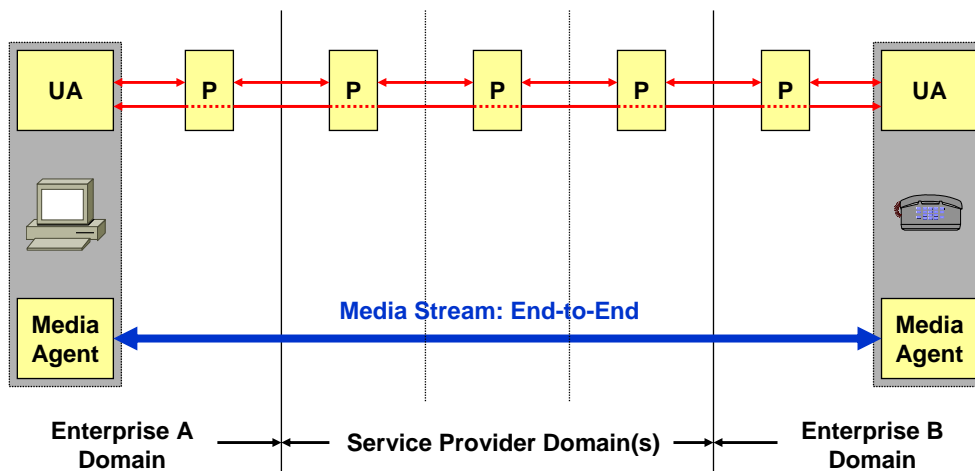 UA
P
P
P
P
P
UA
Media Stream: End-to-End
Media
Agent
Media
Agent
Enterprise A
Domain
Service Provider Domain(s)
Enterprise B
Domain